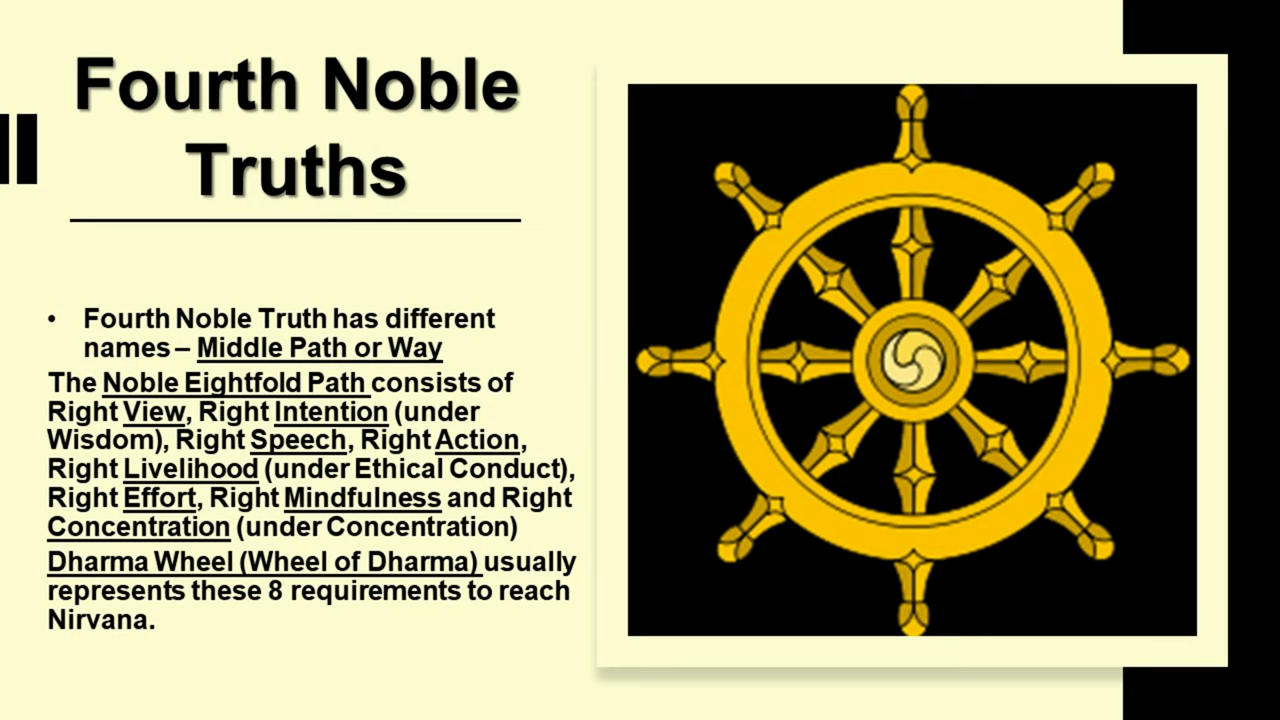 Fourth Noble
Truths
• Fourth Noble Truth has different
names – Middle Path or Way
The Noble Eightfold Path consists of
Right View, Right Intention (under
Wisdom), Right Speech, Right Action,
Right Livelihood (under Ethical Conduct),
Right Effort, Right Mindfulness and Right
Concentration (under Concentration)
Dharma Wheel (Wheel of Dharma) usually
represents these 8 requirements to reach
Nirvana.